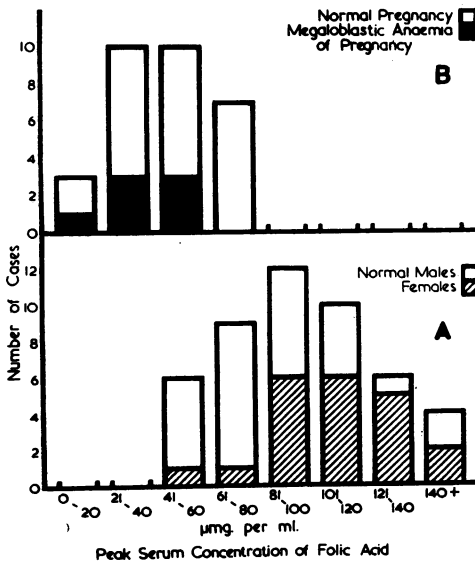 Normal Pregnancy
Megaloblastic Anaemia
of Pregnancy
B
10
8
6
4
2
0
Normal Males
Females
A
12
10
8
6
4
2
0
Number of Cases
0-20
21-40
41-60
61-80
81-100
101-120
121-140
140+
µmg. per ml.
Peak Serum Concentration of Folic Acid